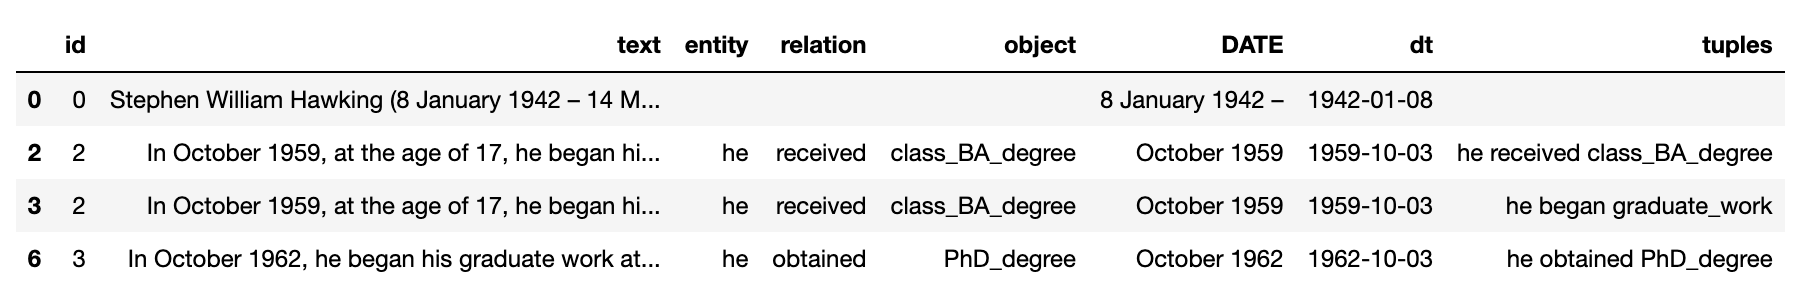 id text entity relation object DATE dt tuples
0 0 Stephen William Hawking (8 January 1942 – 14 M... 8 January 1942 – 1942-01-08
2 2 In October 1959, at the age of 17, he began hi... he received class_BA_degree October 1959 1959-10-03 he received class_BA_degree
3 2 In October 1959, at the age of 17, he began hi... he received class_BA_degree October 1959 1959-10-03 he began graduate_work
6 3 In October 1962, he began his graduate work at... he obtained PhD_degree October 1962 1962-10-03 he obtained PhD_degree